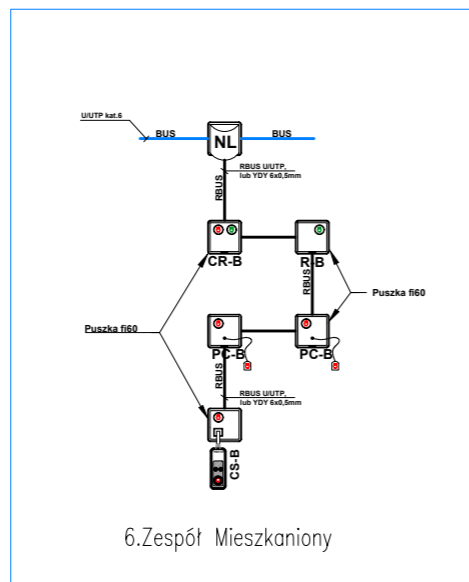 U/UTP kat.6
BUS
BUS
NL
RBUS
RBUS U/UTP,
lub YDY 6x0,5mm
CR-B
R-B
RBUS
Puszka fi60
Puszka fi60
PC-B
PC-B
RBUS
RBUS U/UTP,
lub YDY 6x0,5mm
CS-B
6.Zespół Mieszkaniony